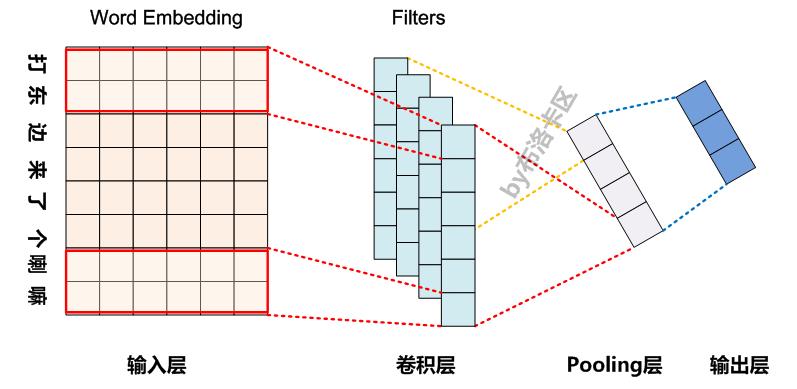 Word Embedding
Filters
打东边来了个喇嘛
by布洛卡区
输入层
卷积层
Pooling层
输出层